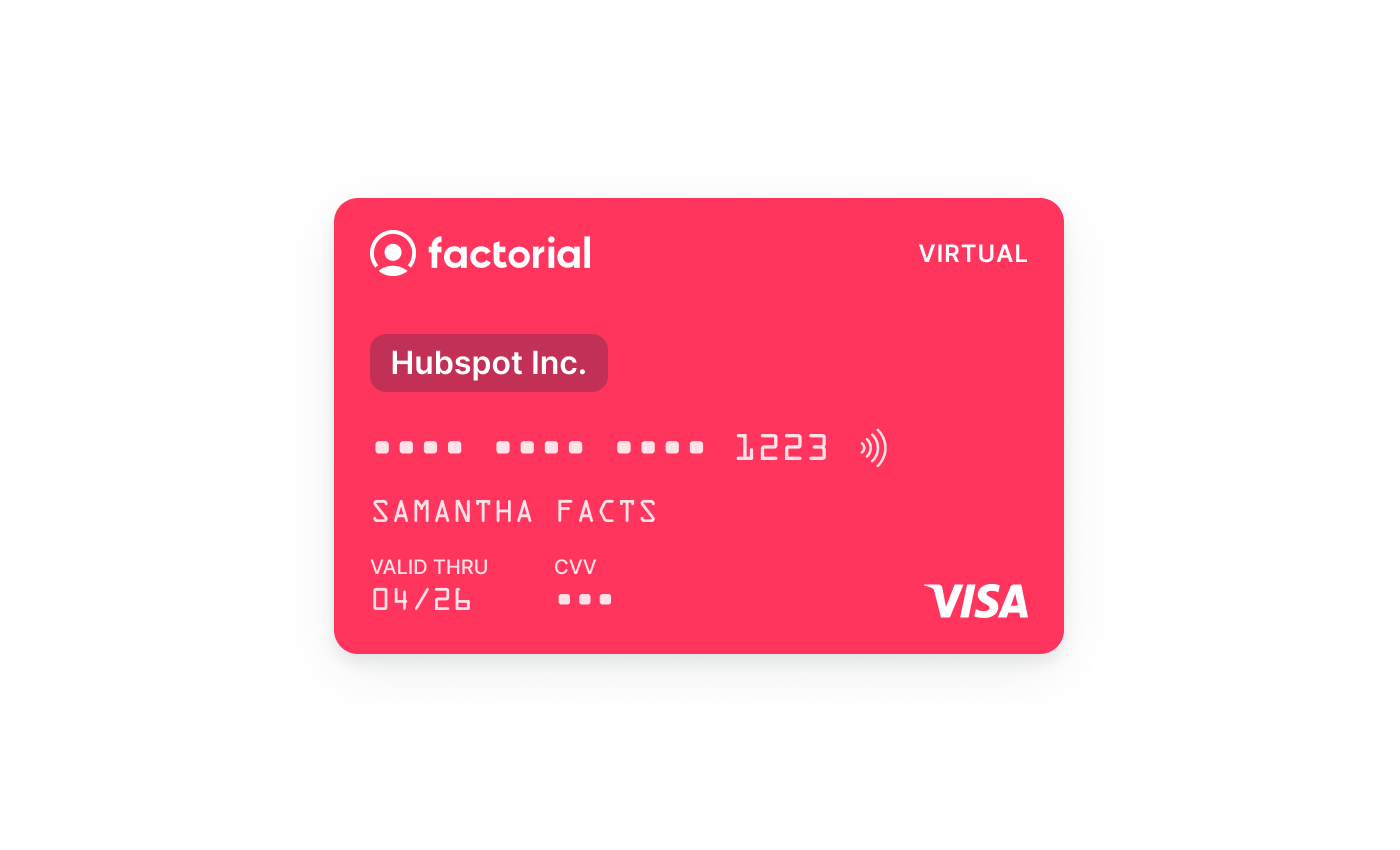 factorial
VIRTUAL
Hubspot Inc.
•••• •••• •••• 1223
SAMANTHA FACTS
VALID THRU CVV
04/26 •••
VISA